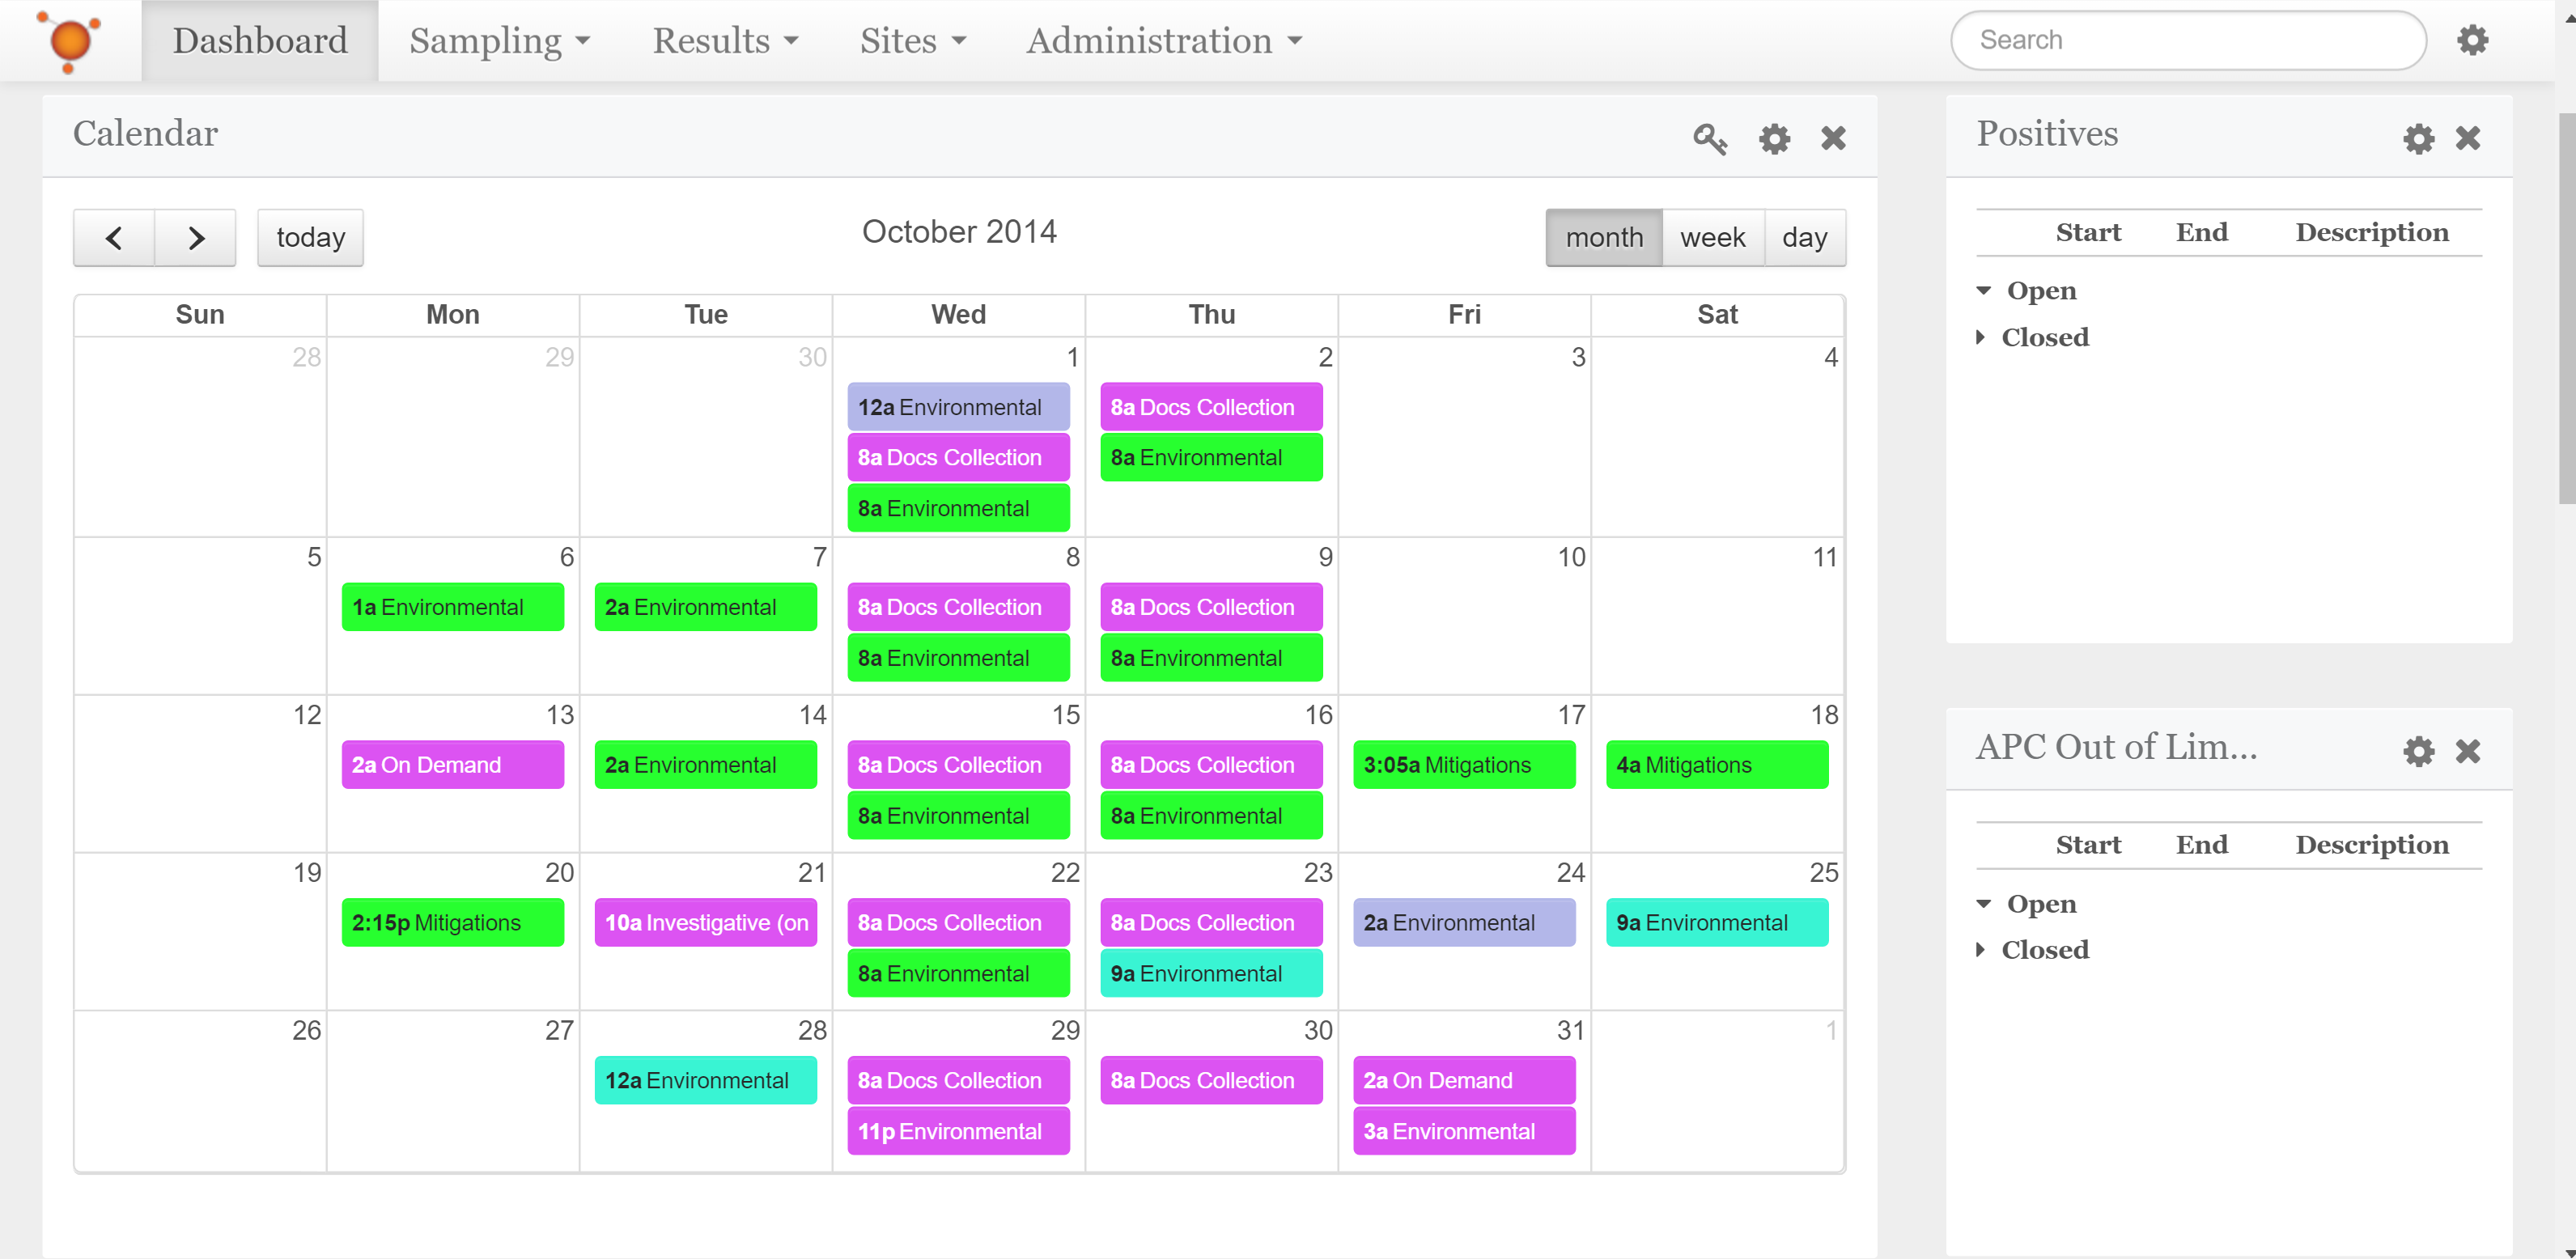 Dashboard
Sampling
Results
Sites
Administration
Search
Calendar
today
October 2014
month
week
day
Sun Mon Tue Wed Thu Fri Sat
28 29 30 1 2 3 4
12a Environmental
8a Docs Collection
8a Environmental
8a Docs Collection
8a Environmental
5 6 7 8 9 10 11
1a Environmental
2a Environmental
8a Docs Collection
8a Environmental
8a Docs Collection
8a Environmental
12 13 14 15 16 17 18
2a On Demand
2a Environmental
8a Docs Collection
8a Environmental
8a Docs Collection
8a Environmental
3:05a Mitigations
4a Mitigations
19 20 21 22 23 24 25
2:15p Mitigations
10a Investigative (on
8a Docs Collection
8a Environmental
8a Docs Collection
9a Environmental
2a Environmental
9a Environmental
26 27 28 29 30 31 1
12a Environmental
8a Docs Collection
11p Environmental
8a Docs Collection
2a On Demand
3a Environmental
Positives
Start End Description
Open
Closed
APC Out of Lim...
Start End Description
Open
Closed